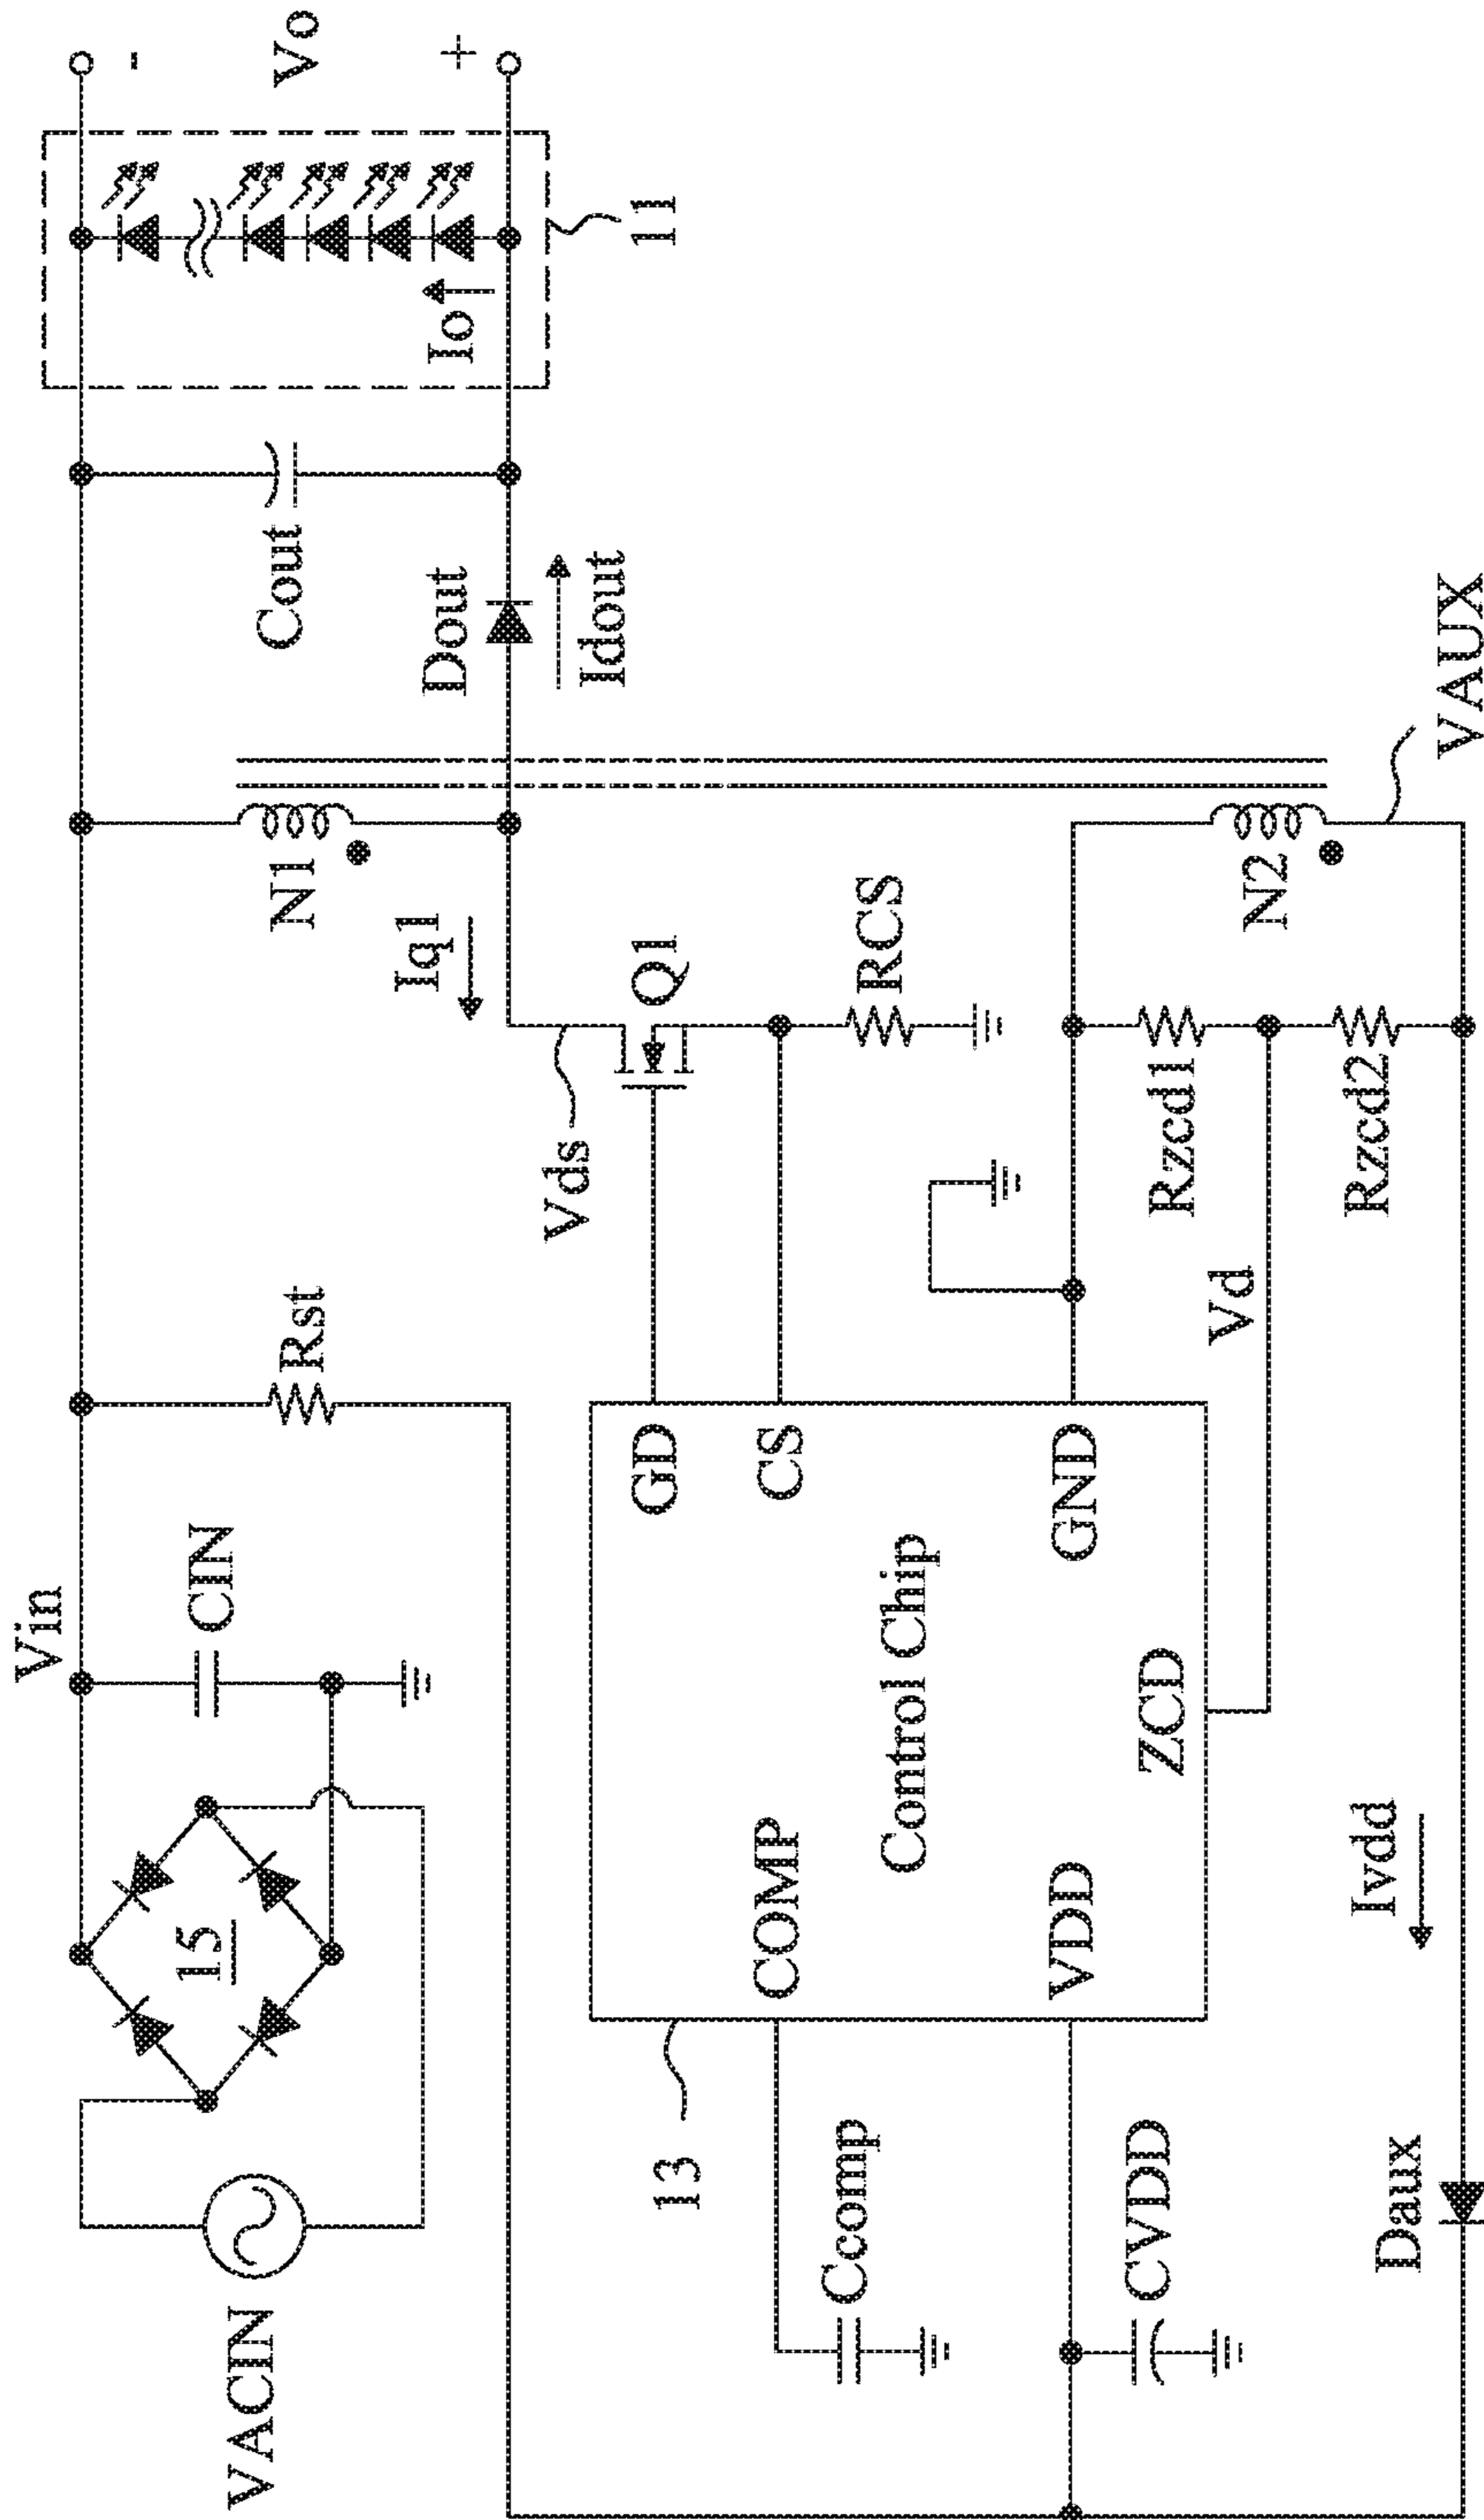 VACIN
15
Vin
CIN
Rst
N1
Iq1
Vds
Q1
RCS
Cout
Dout
Idout
Io
11
-
Vo
+
13
Ccomp
CVDD
COMP
VDD
Control Chip
GD
CS
GND
ZCD
Vd
Rzcd1
Rzcd2
N2
VAUX
Ivdd
Daux